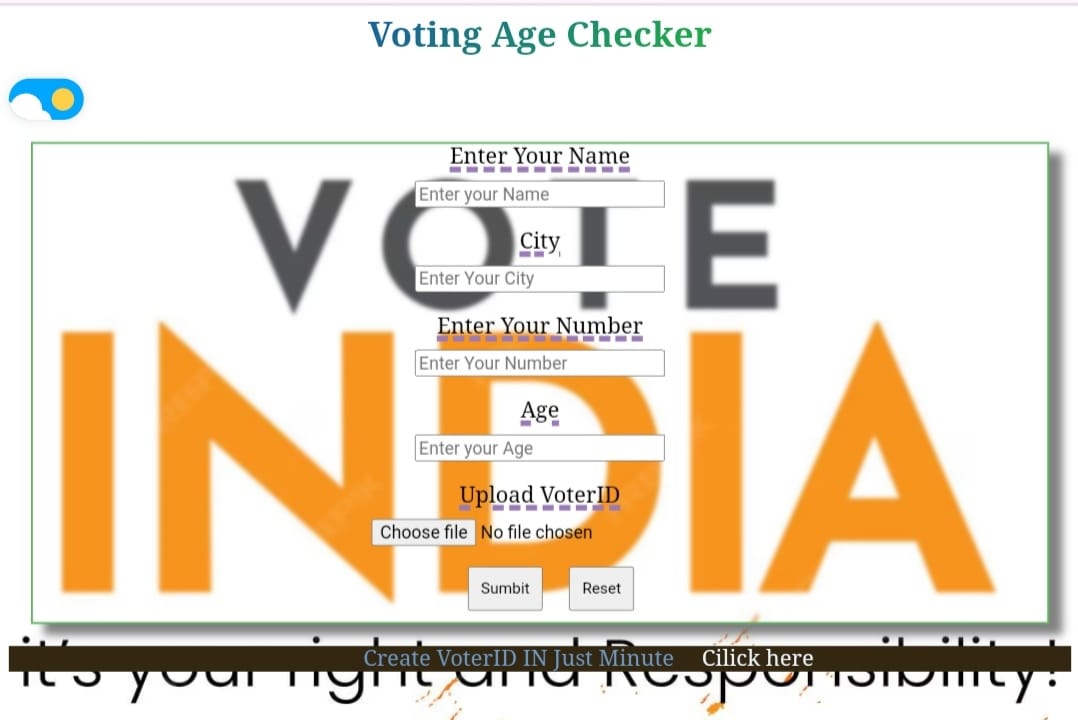 Voting Age Checker
VOTE
INDIA
Enter Your Name
Enter your Name
City
Enter Your City
Enter Your Number
Enter Your Number
Age
Enter your Age
Upload VoterID
Choose file No file chosen
Sumbit Reset
it's your right and Responsibility!
Create VoterID IN Just Minute Cilick here